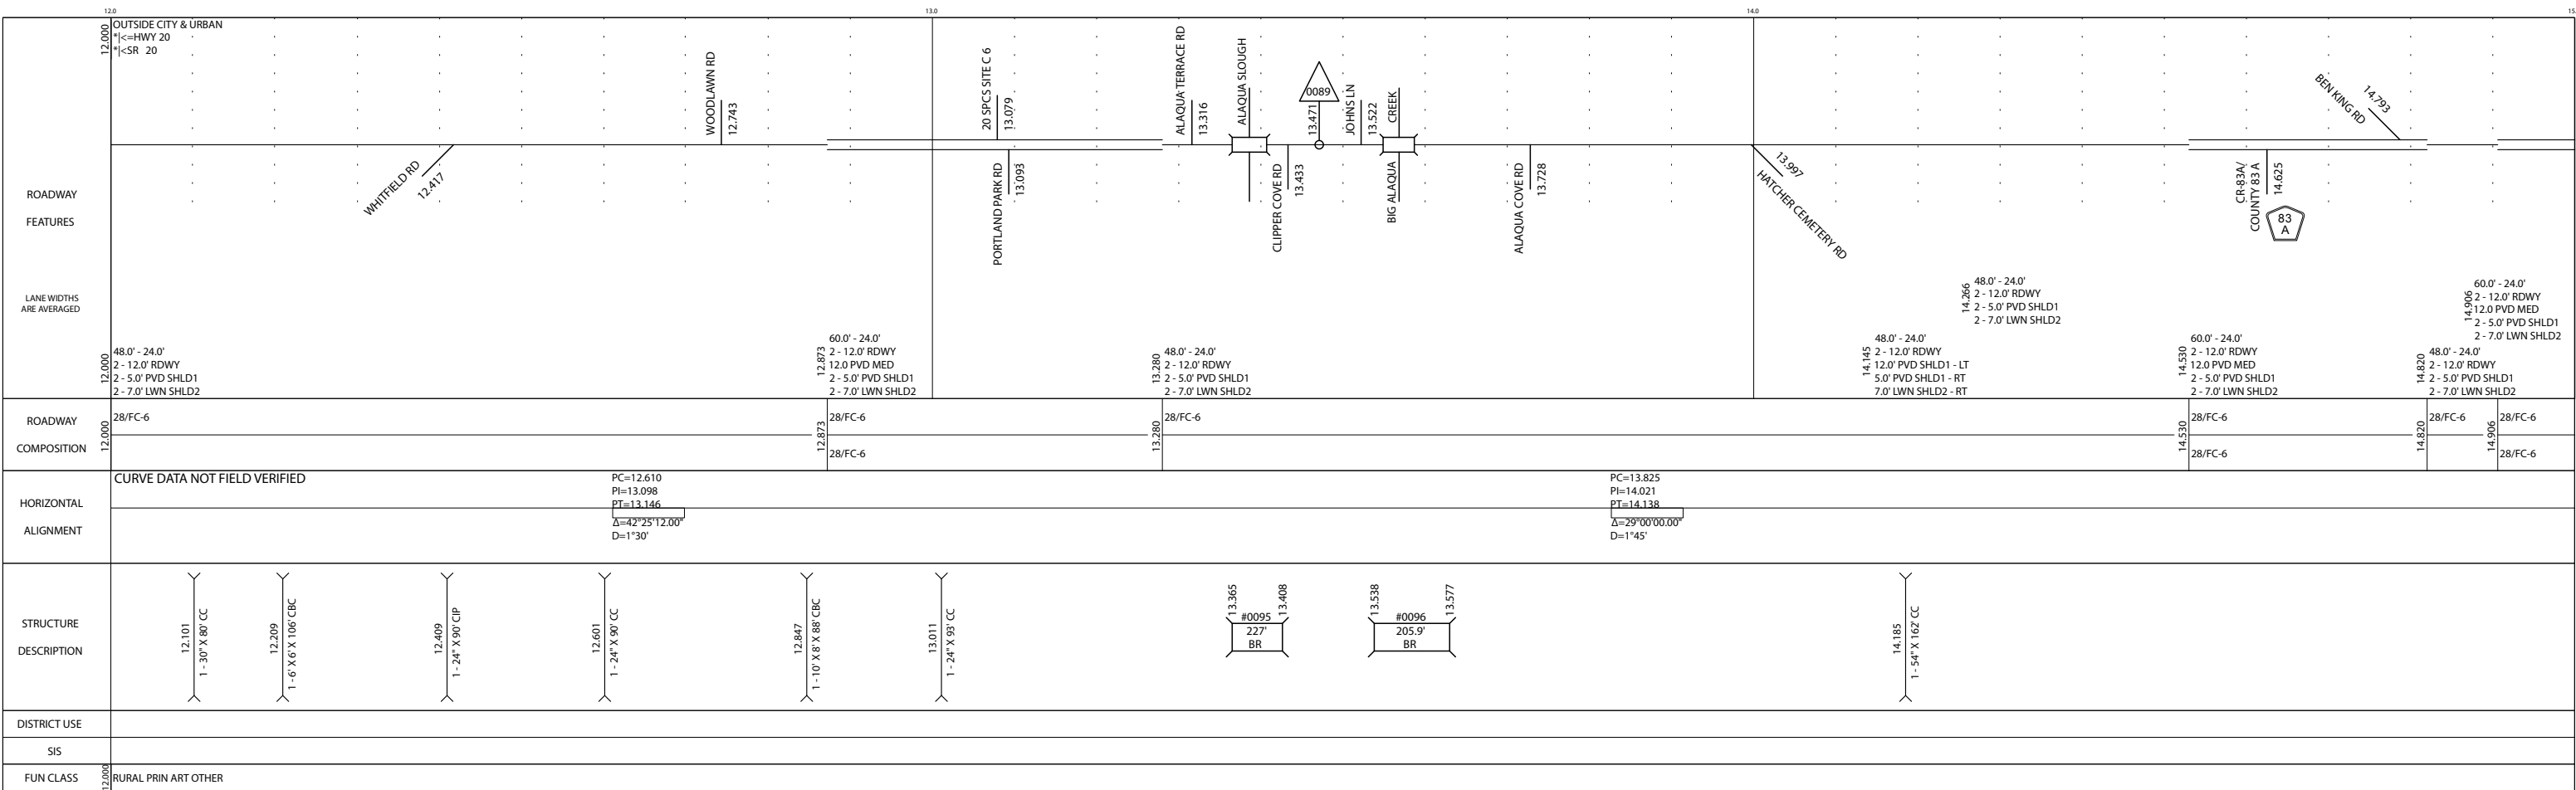 12.0
13.0
14.0
15.
12.000
OUTSIDE CITY & URBAN
*|<=HWY 20
*|<SR 20
ROADWAY
FEATURES
WHITFIELD RD
12.417
WOODLAWN RD
12.743
20 SPCS SITE C 6
13.079
PORTLAND PARK RD
13.093
ALAQUA TERRACE RD
13.316
ALAQUA SLOUGH
CLIPPER COVE RD
13.433
0089
13.471
JOHNS LN
13.522
BIG ALAQUA
CREEK
ALAQUA COVE RD
13.728
13.997
HATCHER CEMETERY RD
CR-83A/
COUNTY 83 A
14.625
83
A
BEN KING RD
14.793
LANE WIDTHS
ARE AVERAGED
12.000
48.0' - 24.0'
2 - 12.0' RDWY
2 - 5.0' PVD SHLD1
2 - 7.0' LWN SHLD2
12.873
60.0' - 24.0'
2 - 12.0' RDWY
12.0 PVD MED
2 - 5.0' PVD SHLD1
2 - 7.0' LWN SHLD2
13.280
48.0' - 24.0'
2 - 12.0' RDWY
2 - 5.0' PVD SHLD1
2 - 7.0' LWN SHLD2
14.145
48.0' - 24.0'
2 - 12.0' RDWY
12.0' PVD SHLD1 - LT
5.0' PVD SHLD1 - RT
7.0' LWN SHLD2 - RT
14.266
48.0' - 24.0'
2 - 12.0' RDWY
2 - 5.0' PVD SHLD1
2 - 7.0' LWN SHLD2
14.530
60.0' - 24.0'
2 - 12.0' RDWY
12.0 PVD MED
2 - 5.0' PVD SHLD1
2 - 7.0' LWN SHLD2
14.820
48.0' - 24.0'
2 - 12.0' RDWY
2 - 5.0' PVD SHLD1
2 - 7.0' LWN SHLD2
14.906
60.0' - 24.0'
2 - 12.0' RDWY
12.0 PVD MED
2 - 5.0' PVD SHLD1
2 - 7.0' LWN SHLD2
ROADWAY
COMPOSITION
12.000
28/FC-6
12.873
28/FC-6
28/FC-6
13.280
28/FC-6
14.530
28/FC-6
28/FC-6
14.820
28/FC-6
14.906
28/FC-6
28/FC-6
HORIZONTAL
ALIGNMENT
CURVE DATA NOT FIELD VERIFIED
PC=12.610
PI=13.098
PT=13.146
Δ=42°25'12.00"
D=1°30'
PC=13.825
PI=14.021
PT=14.138
Δ=29°00'00.00"
D=1°45'
STRUCTURE
DESCRIPTION
12.101
1 - 30" X 80' CC
12.209
1 - 6' X 6' X 106' CBC
12.409
1 - 24" X 90' CIP
12.601
1 - 24" X 90' CC
12.847
1 - 10' X 8' X 88' CBC
13.011
1 - 24" X 93' CC
13.365
13.408
#0095
227'
BR
13.538
13.577
#0096
205.9'
BR
14.185
1 - 54" X 162' CC
DISTRICT USE
SIS
FUN CLASS
12.000
RURAL PRIN ART OTHER